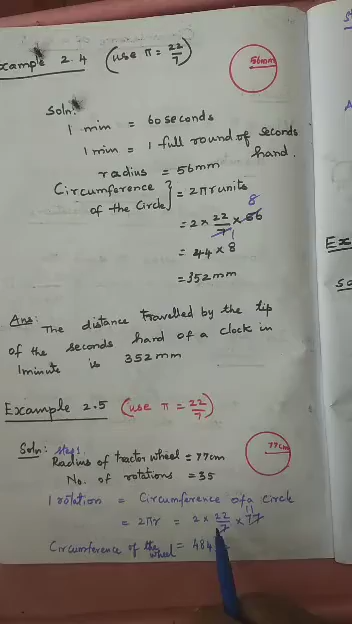 Example 2.4 (use π = 22/7)
56mm
Soln:
1 min = 60 seconds
1 min = 1 full round of seconds hand.
radius = 56mm
Circumference of the Circle } = 2πr units
= 2 × 22/7 × 56 8
1
= 44 × 8
= 352 mm
Ans: The distance travelled by the tip
of the seconds hand of a clock in
1minute is 352 mm
Example 2.5 (use π = 22/7)
77cm
Soln: Step 1
Radius of tractor wheel = 77cm
No. of rotations = 35
1 rotation = Circumference of a circle
= 2πr = 2 × 22/7 × 77 11
Circumference of the wheel = 484
Ex
so